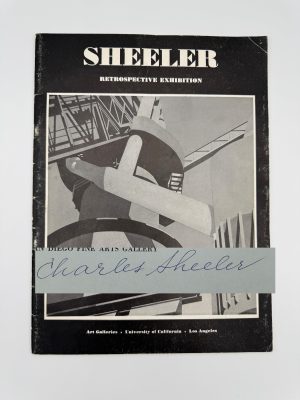 SHEELER
RETROSPECTIVE EXHIBITION
DIEGO FINE ARTS GALLERY
Charles Sheeler
Art Galleries • University of California • Los Angeles